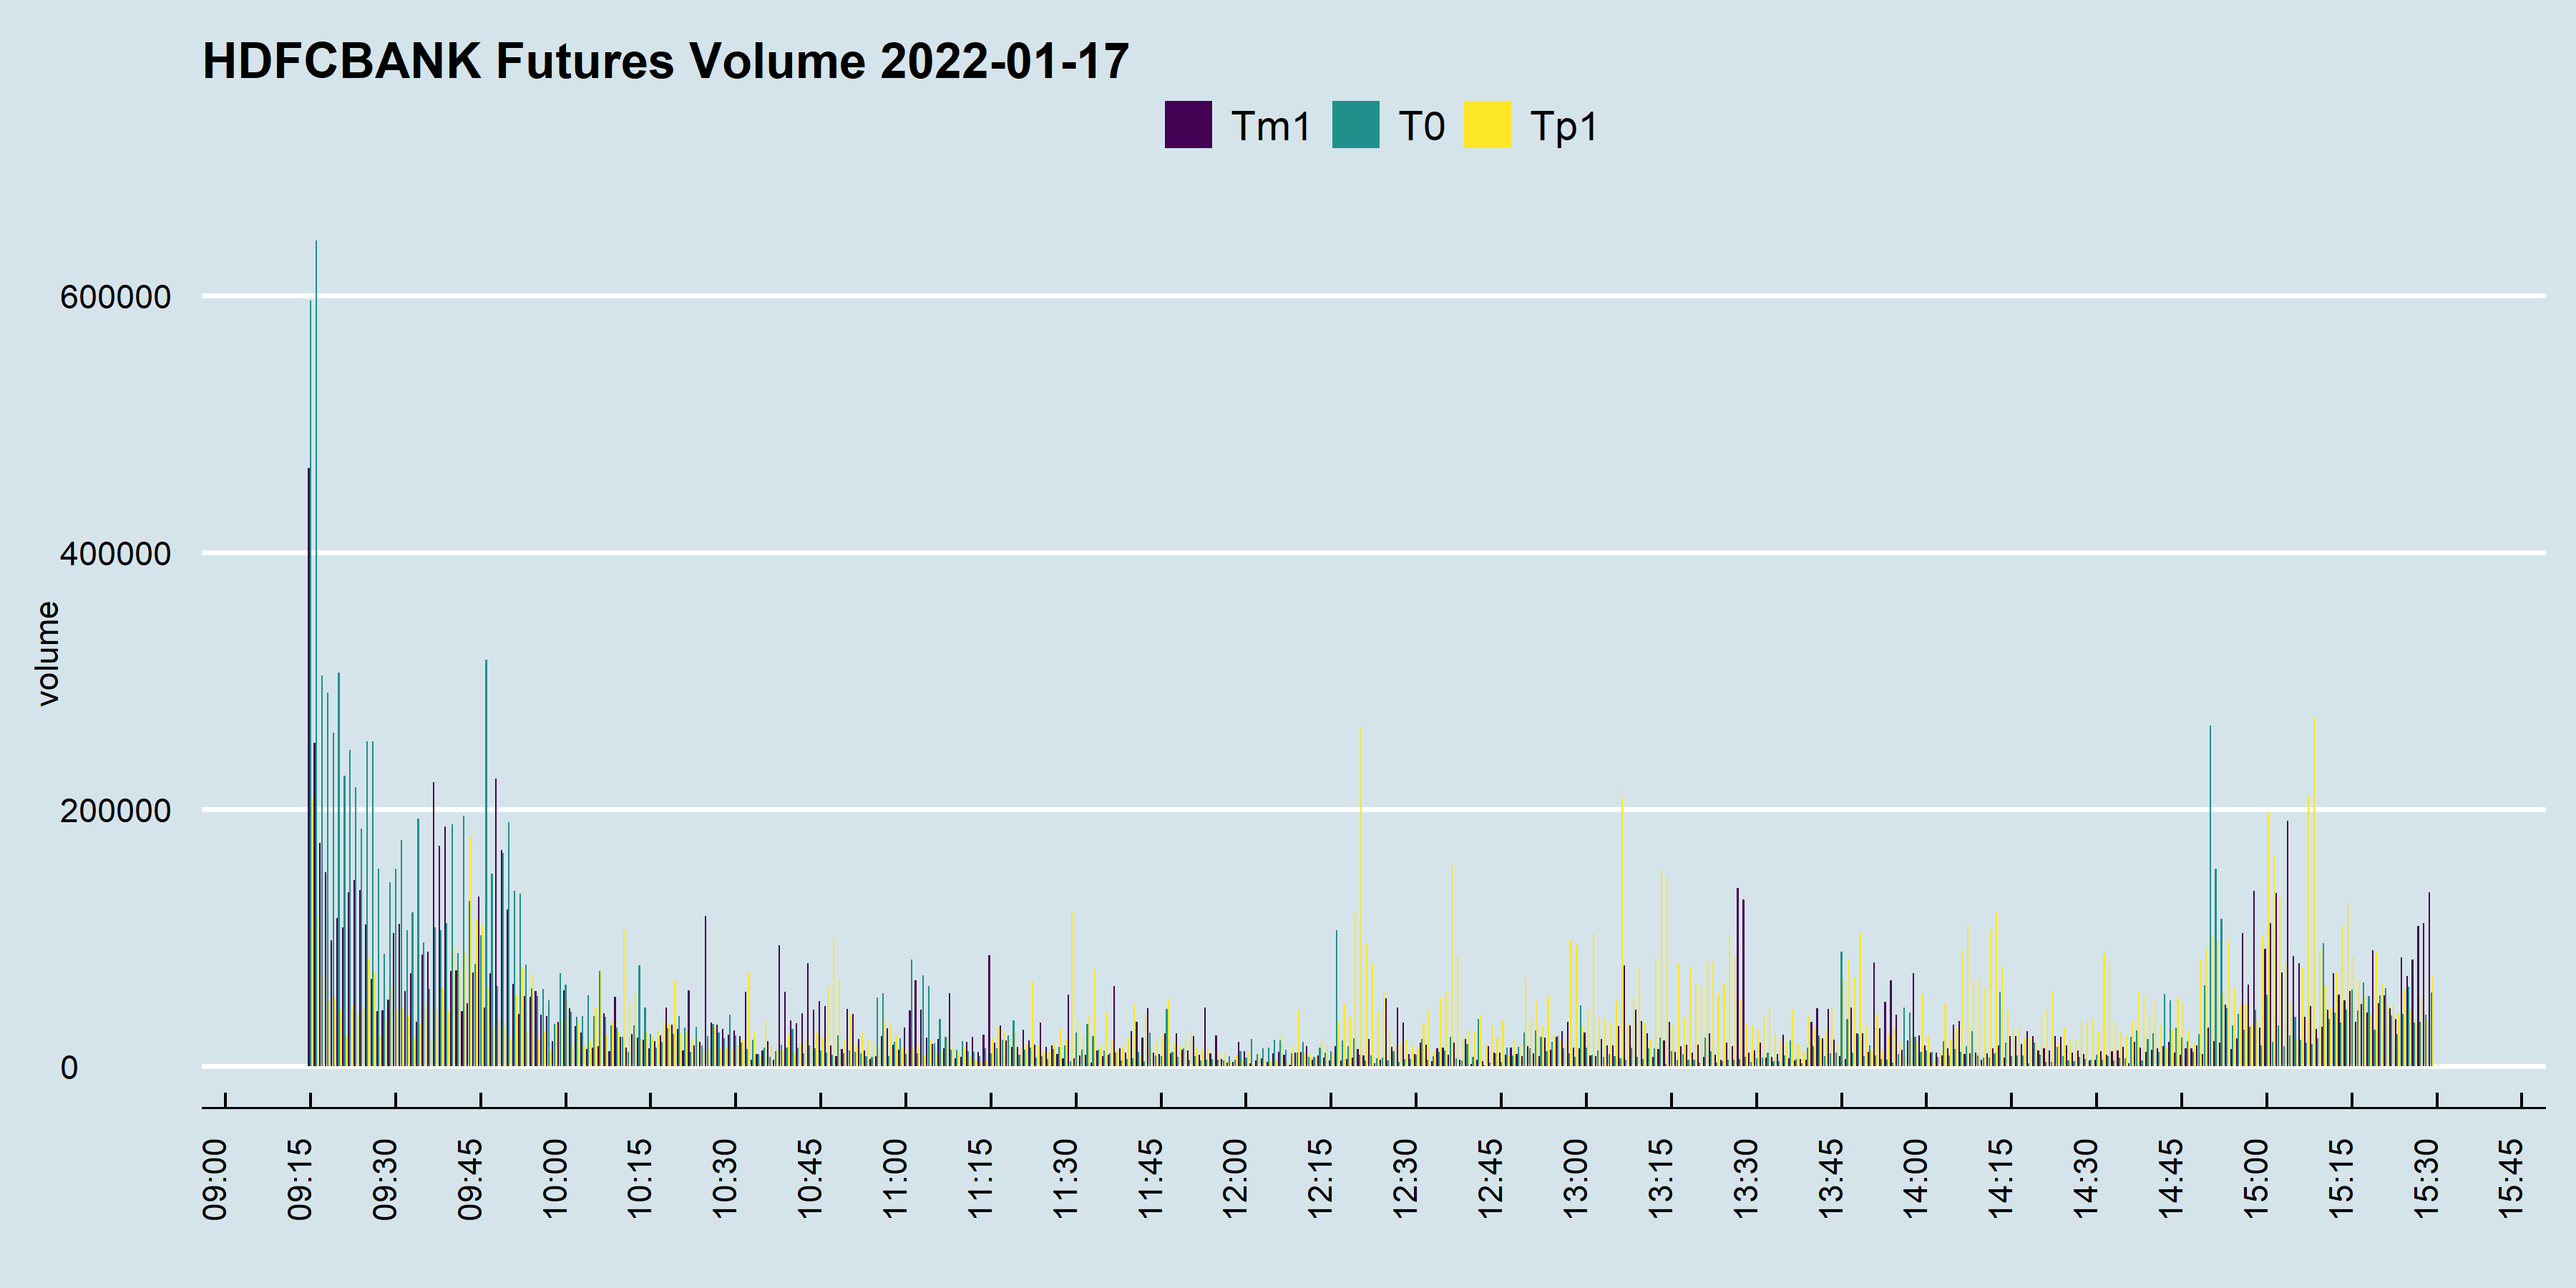 HDFCBANK Futures Volume 2022-01-17
Tm1 T0 Tp1
600000
400000
200000
0
volume
09:00 09:15 09:30 09:45 10:00 10:15 10:30 10:45 11:00 11:15 11:30 11:45 12:00 12:15 12:30 12:45 13:00 13:15 13:30 13:45 14:00 14:15 14:30 14:45 15:00 15:15 15:30 15:45